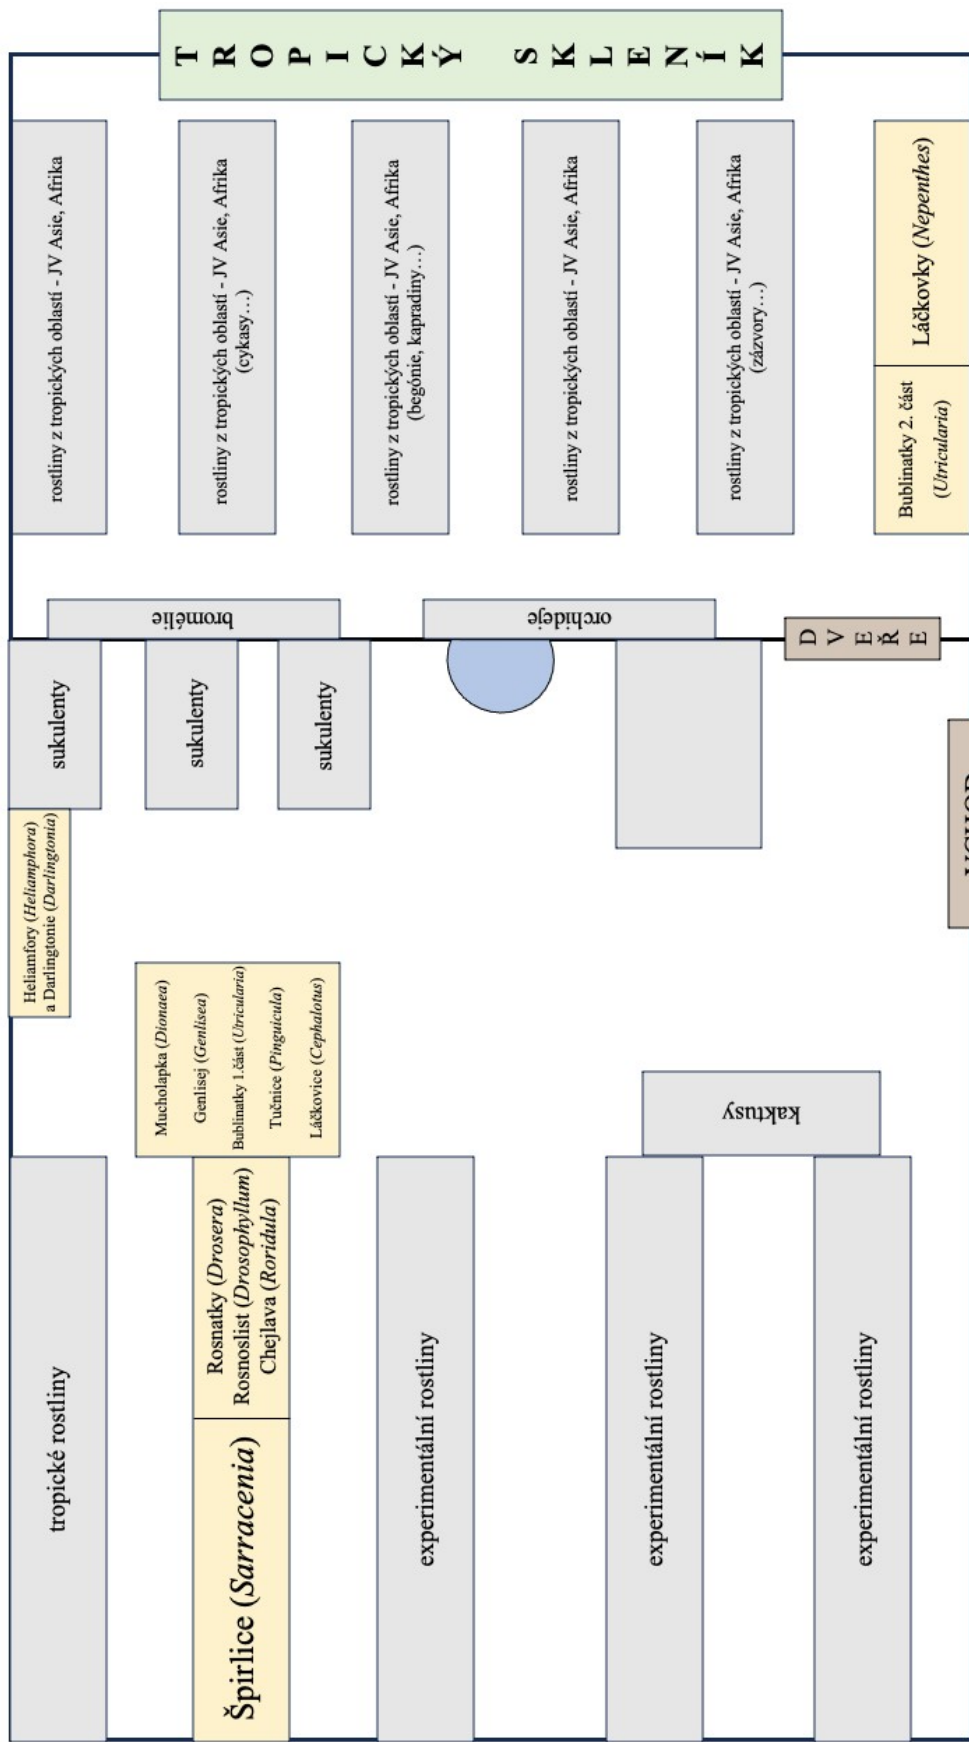 TROPICKÝ SKLENÍK
rostliny z tropických oblastí - JV Asie, Afrika
rostliny z tropických oblastí - JV Asie, Afrika
(cykasy…)
rostliny z tropických oblastí - JV Asie, Afrika
(begónie, kapradiny…)
rostliny z tropických oblastí - JV Asie, Afrika
rostliny z tropických oblastí - JV Asie, Afrika
(zázvory…)
Láčkovky (Nepenthes)
Bublinatky 2. část
(Utricularia)
bromélie
orchideje
DVEŘE
sukulenty
sukulenty
sukulenty
Heliamfory (Heliamphora)
a Darlingtonie (Darlingtonia)
Mucholapka (Dionaea)
Genlisej (Genlisea)
Bublinatky 1.část (Utricularia)
Tučnice (Pinguicula)
Láčkovice (Cephalotus)
kaktusy
tropické rostliny
Rosnatky (Drosera)
Rosnoslist (Drosophyllum)
Chejlava (Roridula)
Špirlice (Sarracenia)
experimentální rostliny
experimentální rostliny
experimentální rostliny